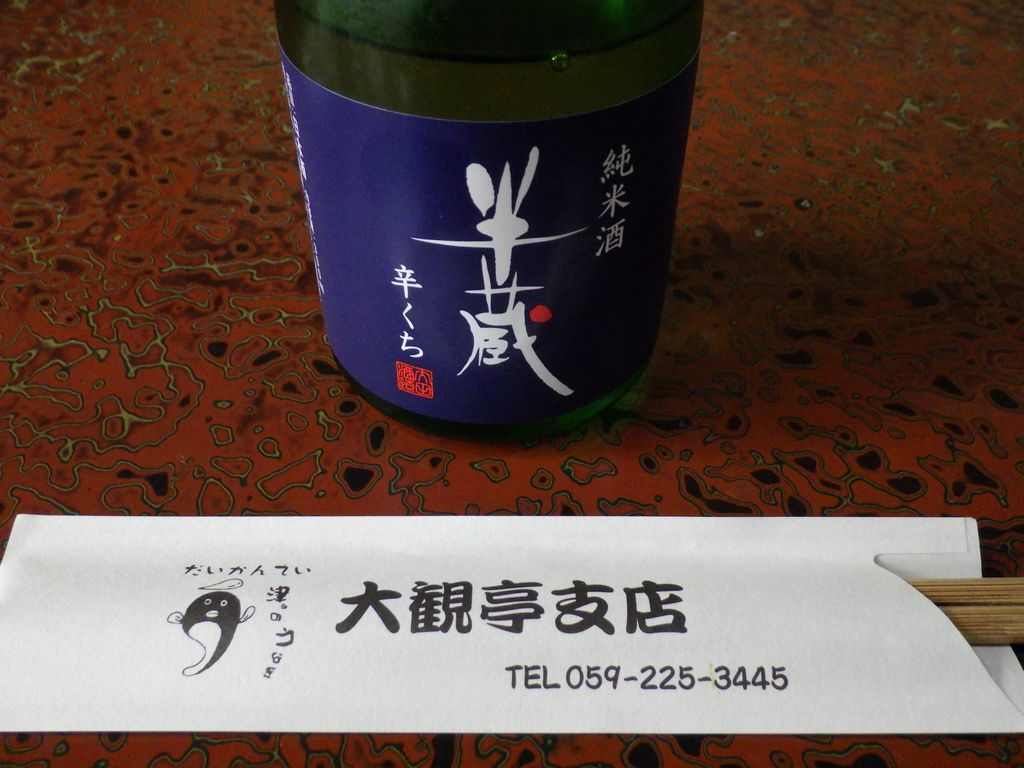 純米酒
半蔵
辛くち
だいかんてい
津のうなぎ
大観亭支店
TEL 059-225-3445